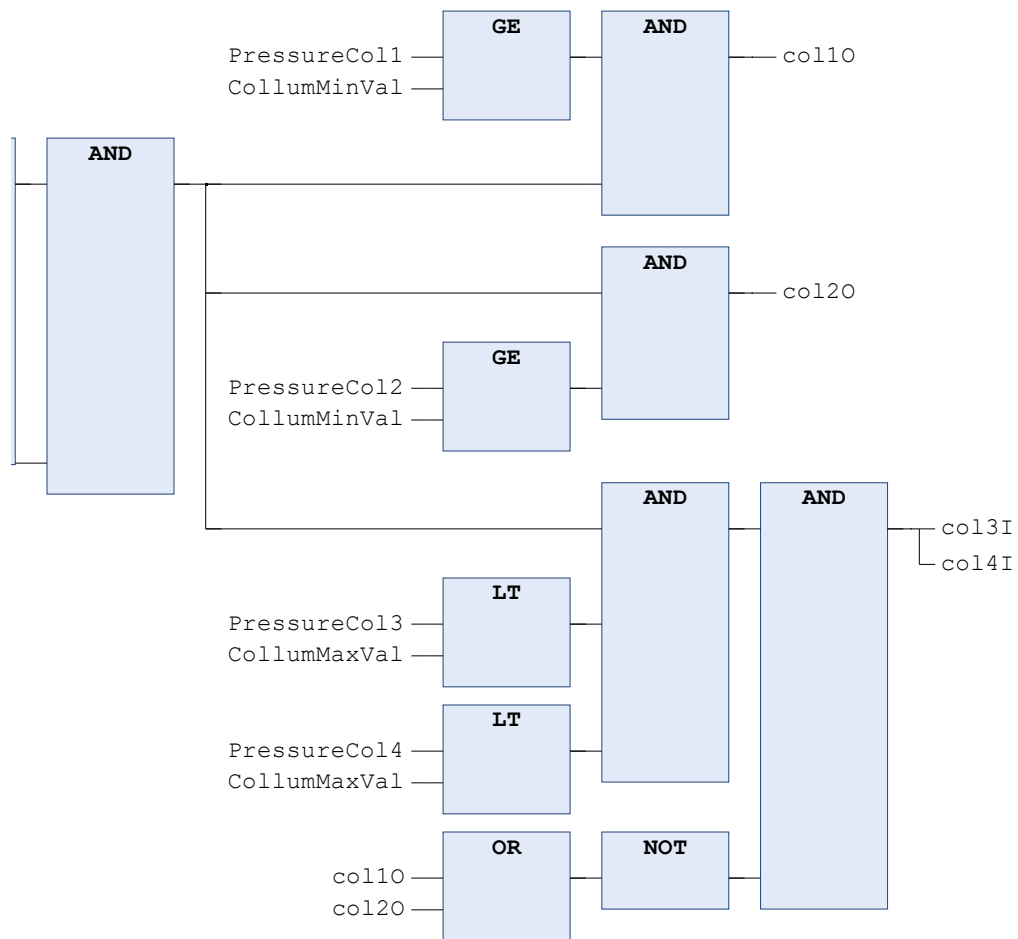 GE
AND
PressureCol1
col1O
CollumMinVal
AND
AND
col2O
GE
PressureCol2
CollumMinVal
AND
AND
col3I
col4I
LT
PressureCol3
CollumMaxVal
LT
PressureCol4
CollumMaxVal
OR
NOT
col1O
col2O